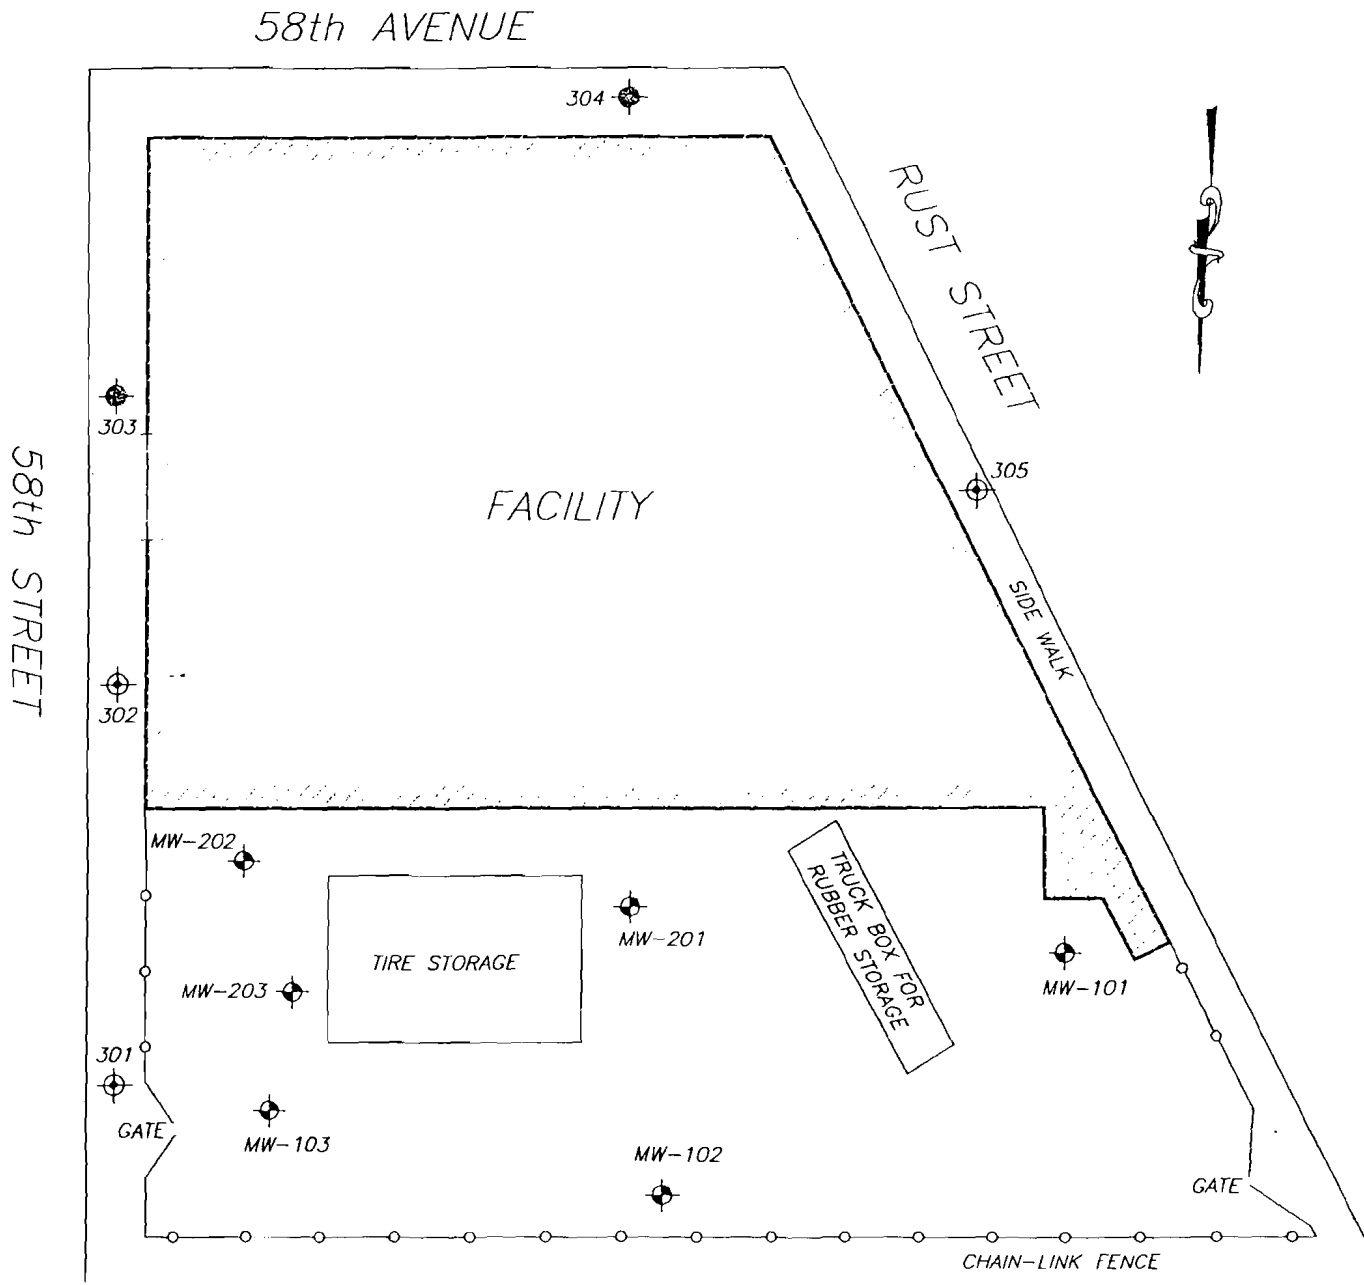 58th AVENUE
304
RUST STREET
303
305
58th STREET
FACILITY
SIDE WALK
302
MW-202
TRUCK BOX FOR
RUBBER STORAGE
MW-201
TIRE STORAGE
MW-203
MW-101
301
GATE
MW-103
MW-102
GATE
CHAIN-LINK FENCE